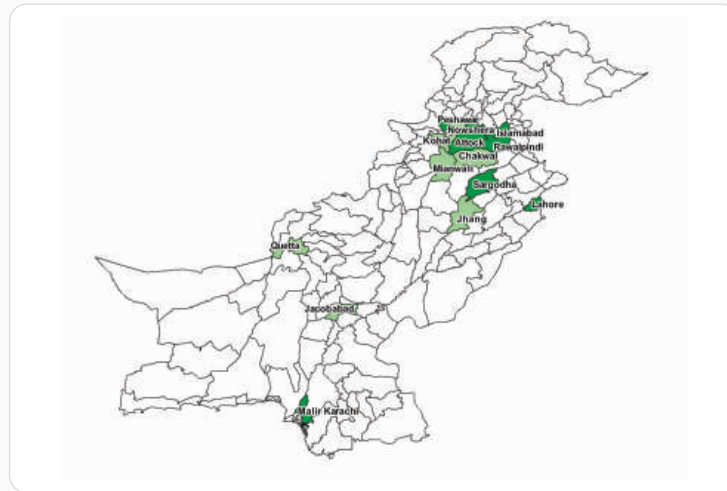 Peshawar
Nowshera
Islamabad
Kohat
Attock
Rawalpindi
Chakwal
Mianwali
Sargodha
Lahore
Jhang
Quetta
Jacobabad
Malir Karachi